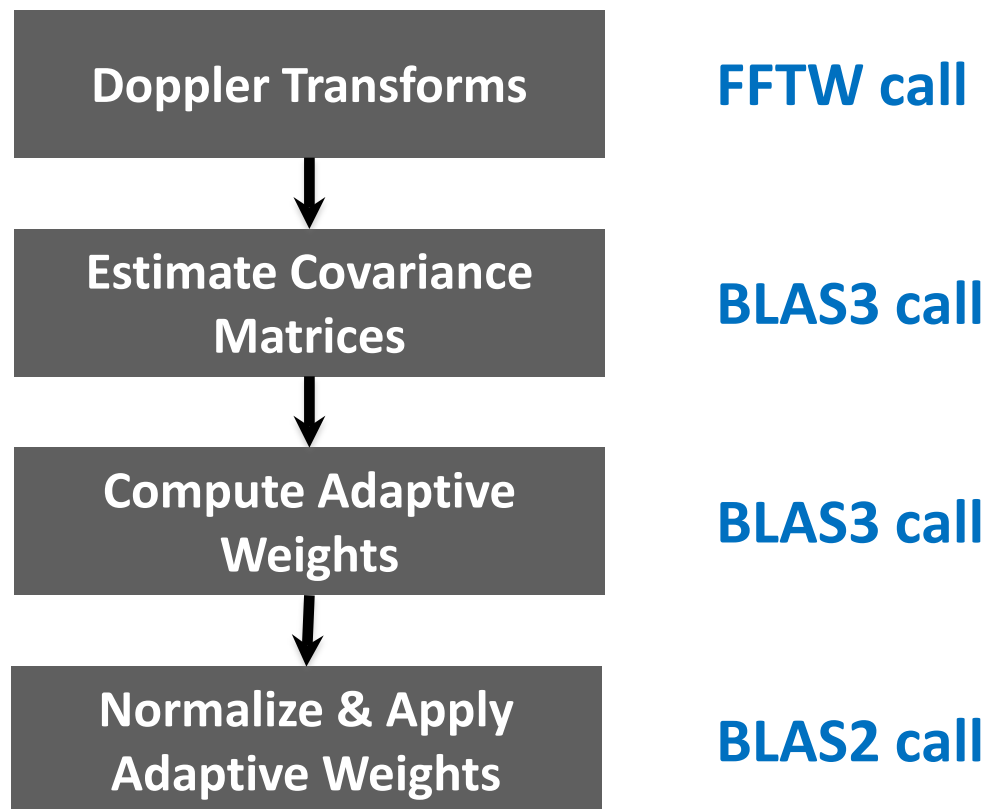 Doppler Transforms
FFTW call
Estimate Covariance
Matrices
BLAS3 call
Compute Adaptive
Weights
BLAS3 call
Normalize & Apply
Adaptive Weights
BLAS2 call